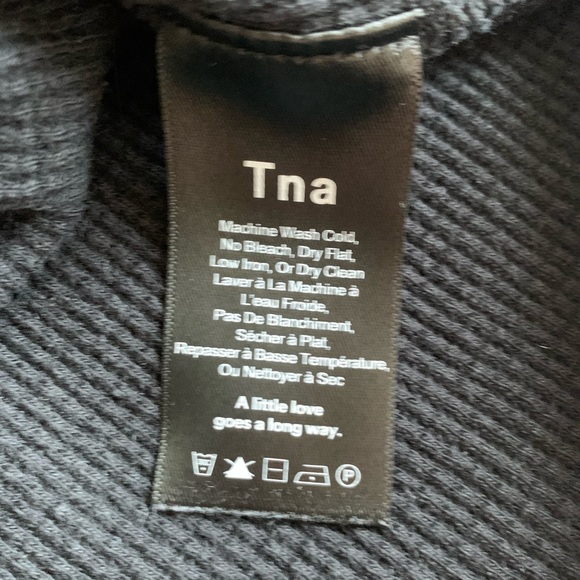 Tna
Machine Wash Cold,
No Bleach, Dry Flat,
Low Iron, Or Dry Clean
Laver à La Machine à
L'eau Froide,
Pas De Blanchiment,
Sécher à Plat,
Repasser à Basse Température,
Ou Nettoyer à Sec
A little love
goes a long way.
P